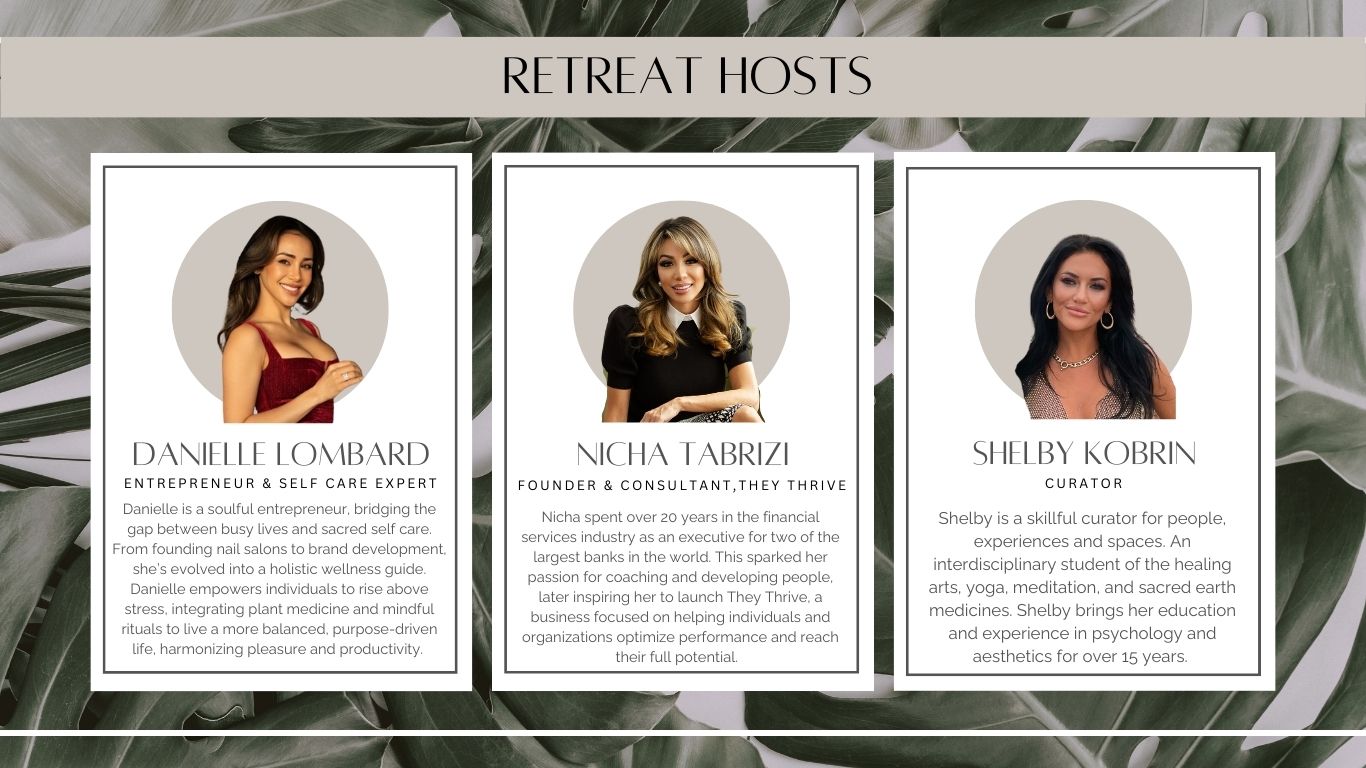 RETREAT HOSTS
DANIELLE LOMBARD
ENTREPRENEUR & SELF CARE EXPERT
Danielle is a soulful entrepreneur, bridging the
gap between busy lives and sacred self care.
From founding nail salons to brand development,
she's evolved into a holistic wellness guide.
Danielle empowers individuals to rise above
stress, integrating plant medicine and mindful
rituals to live a more balanced, purpose-driven
life, harmonizing pleasure and productivity.
NICHA TABRIZI
FOUNDER & CONSULTANT,THEY THRIVE
Nicha spent over 20 years in the financial
services industry as an executive for two of the
largest banks in the world. This sparked her
passion for coaching and developing people,
later inspiring her to launch They Thrive, a
business focused on helping individuals and
organizations optimize performance and reach
their full potential.
SHELBY KOBRIN
CURATOR
Shelby is a skillful curator for people,
experiences and spaces. An
interdisciplinary student of the healing
arts, yoga, meditation, and sacred earth
medicines. Shelby brings her education
and experience in psychology and
aesthetics for over 15 years.